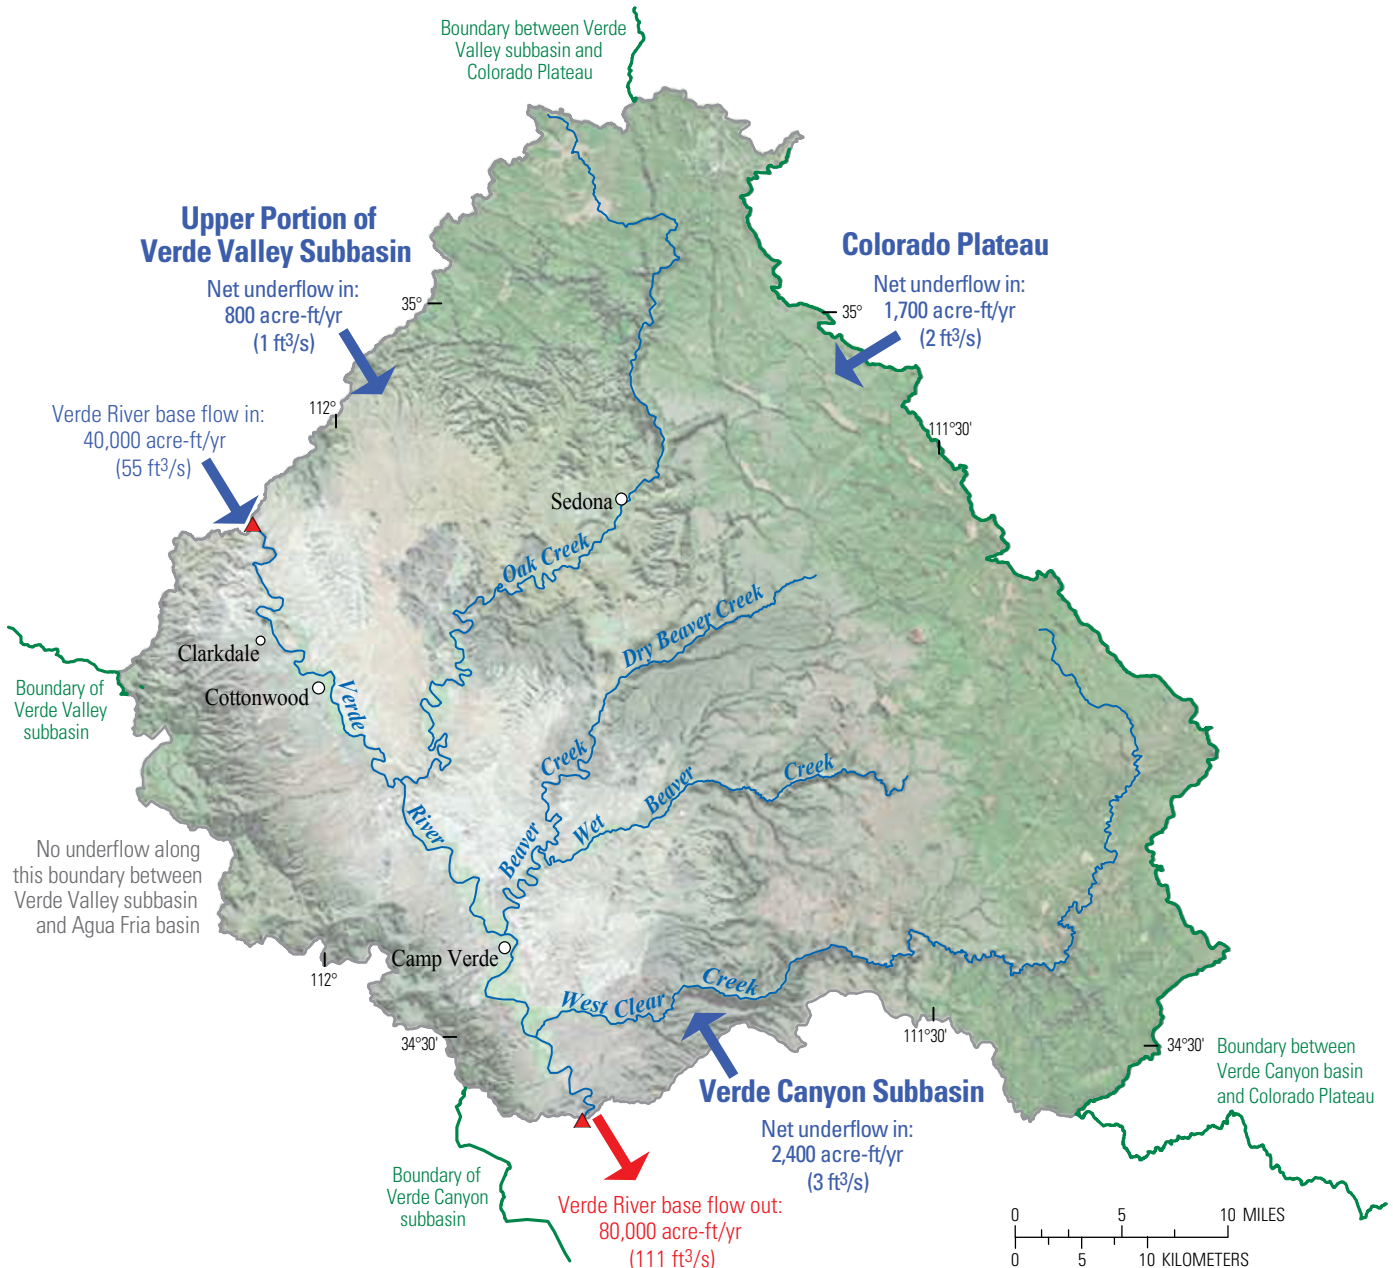 Boundary between Verde
Valley subbasin and
Colorado Plateau
Upper Portion of
Verde Valley Subbasin
Net underflow in:
800 acre-ft/yr
(1 ft³/s)
Colorado Plateau
Net underflow in:
1,700 acre-ft/yr
(2 ft³/s)
35°
35°
Verde River base flow in:
40,000 acre-ft/yr
(55 ft³/s)
112°
111°30'
Sedona
Oak Creek
Dry Beaver Creek
Clarkdale
Cottonwood
Verde
River
Boundary of
Verde Valley
subbasin
Beaver
Creek
Wet
Beaver
Creek
No underflow along
this boundary between
Verde Valley subbasin
and Agua Fria basin
Camp Verde
112°
West Clear
Creek
34°30'
111°30'
34°30'
Boundary between
Verde Canyon basin
and Colorado Plateau
Verde Canyon Subbasin
Net underflow in:
2,400 acre-ft/yr
(3 ft³/s)
Boundary of
Verde Canyon
subbasin
Verde River base flow out:
80,000 acre-ft/yr
(111 ft³/s)
0 5 10 MILES
0 5 10 KILOMETERS